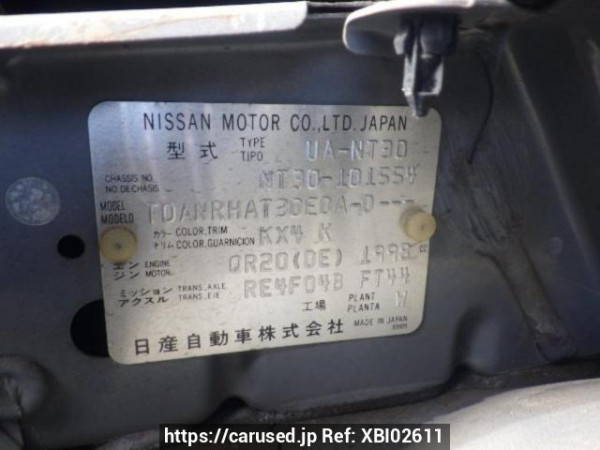 NISSAN MOTOR CO.,LTD. JAPAN
型式 TYPE TIPO UA-NT30
CHASSIS NO. NO. DE CHASIS NT30-101554
MODEL MODELO TDANRHAT30EDA-D---
カラー COLOR, TRIM トリム COLOR, GUARNICION KX4 K
エンジン ENGINE MOTOR QR20(DE) 1998 cc
ミッション アクスル TRANS. AXLE TRANS. EJE RE4F04B FT44
工場 PLANT PLANTA
日産自動車株式会社 MADE IN JAPAN
https://carused.jp Ref: XBI02611